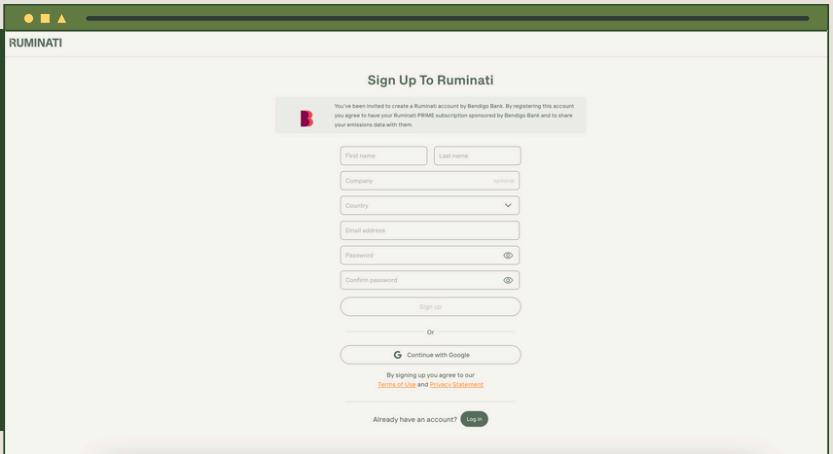 RUMINATI
Sign Up To Ruminati
You've been invited to create a Ruminati account by Bendigo Bank. By registering this account
you agree to have your Ruminati PRIME subscription sponsored by Bendigo Bank and to share
your emissions data with them.
First name Last name
Company optional
Country
Email address
Password
Confirm password
Sign up
Or
Continue with Google
By signing up you agree to our
Terms of Use and Privacy Statement
Already have an account? Log in